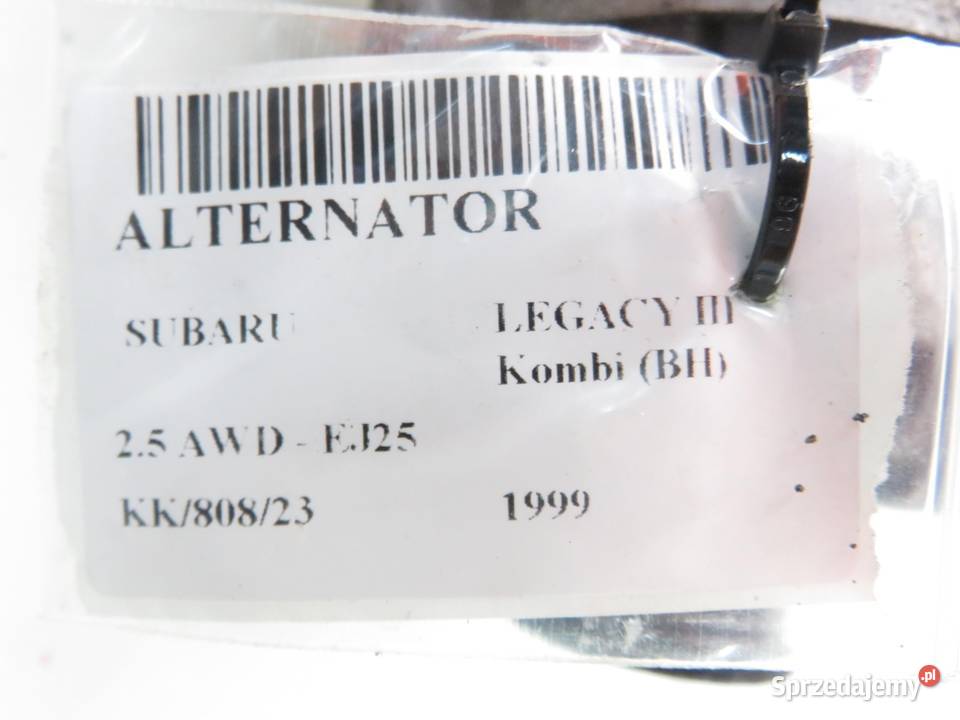 ALTERNATOR
SUBARU LEGACY III
Kombi (BH)
2.5 AWD - EJ25
KK/808/23 1999
Sprzedajemy.pl